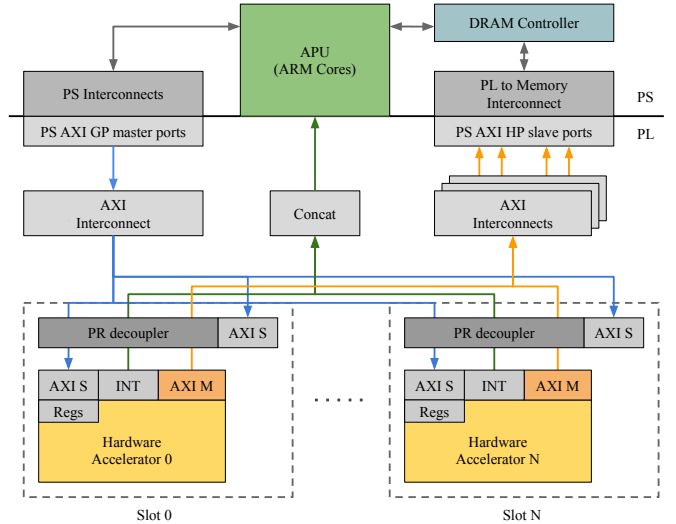 APU
(ARM Cores)
DRAM Controller
PS Interconnects
PL to Memory
Interconnect
PS
PS AXI GP master ports
PS AXI HP slave ports
PL
AXI
Interconnect
Concat
AXI
Interconnects
PR decoupler
AXI S
PR decoupler
AXI S
AXI S
INT
AXI M
Regs
Hardware
Accelerator 0
. . . . .
AXI S
INT
AXI M
Regs
Hardware
Accelerator N
Slot 0
Slot N